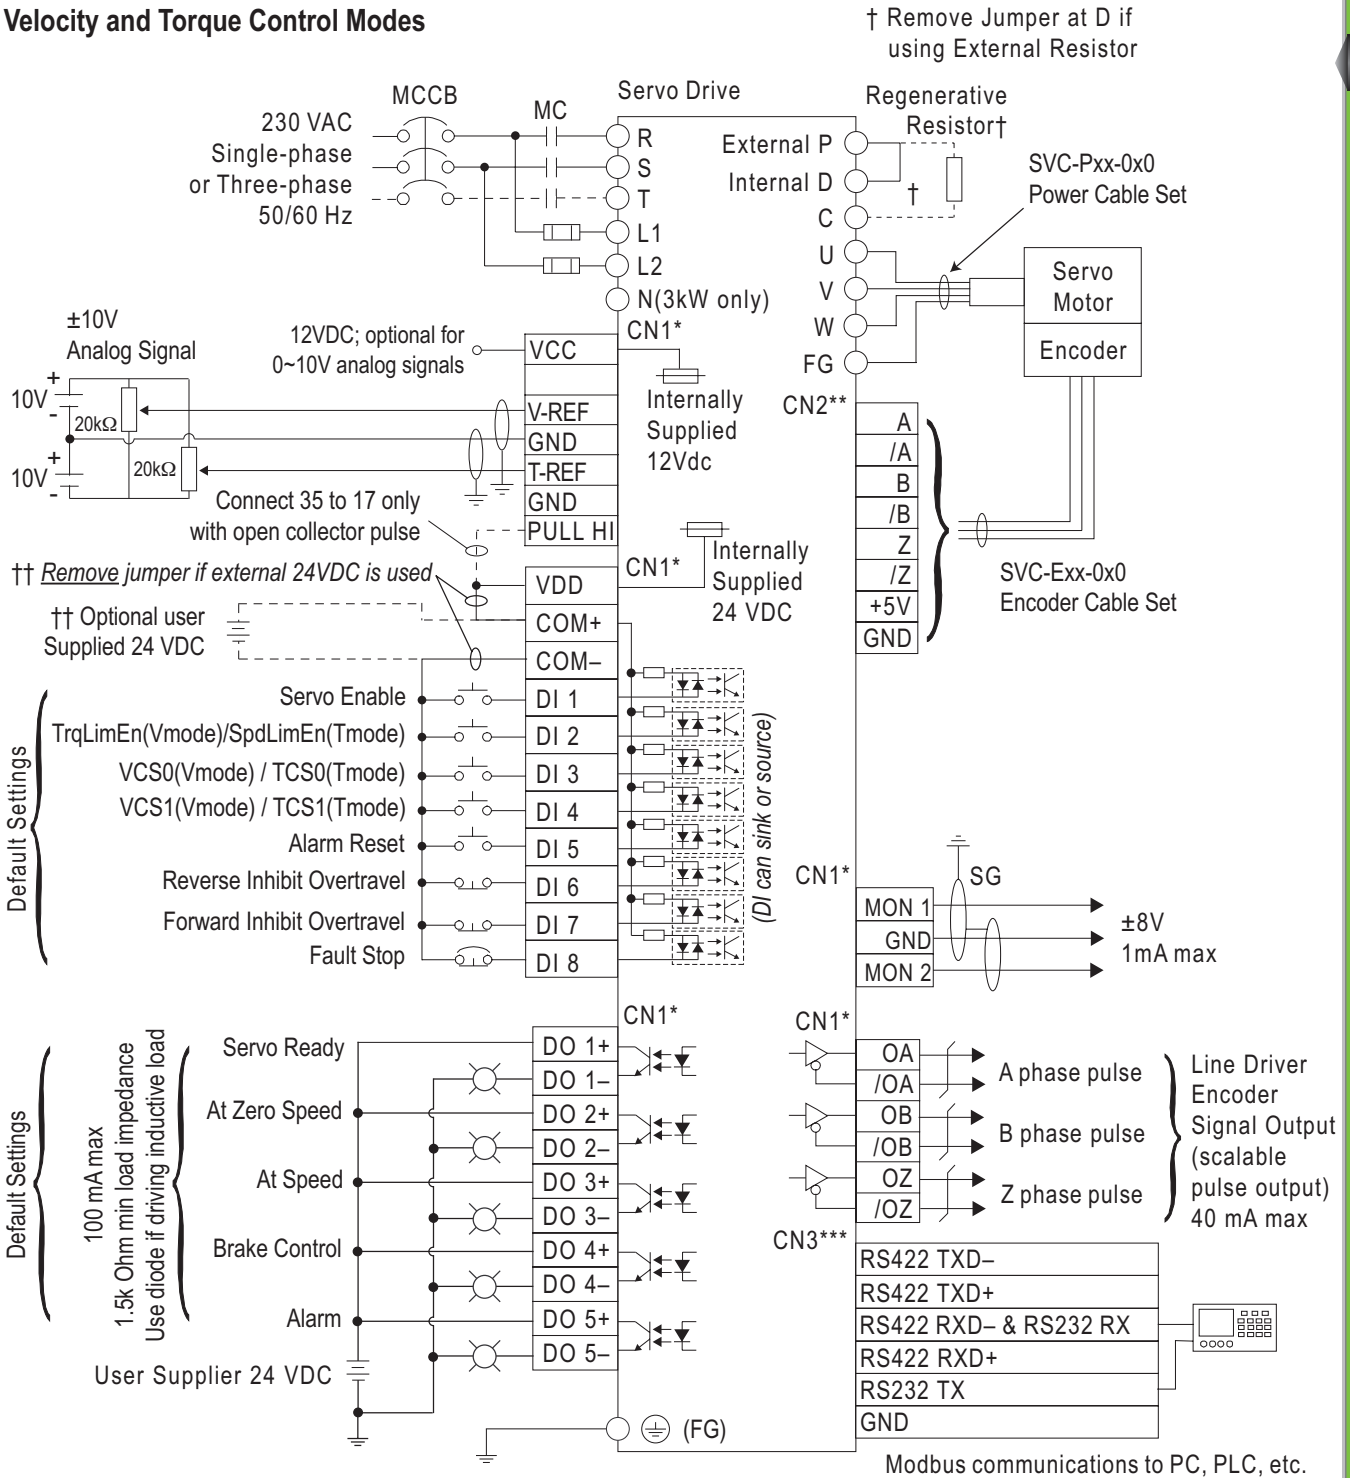 Velocity and Torque Control Modes
† Remove Jumper at D if
using External Resistor
MCCB
MC
Servo Drive
Regenerative
Resistor†
230 VAC
Single-phase
or Three-phase
50/60 Hz
R
S
T
L1
L2
N(3kW only)
External P
Internal D
C
U
V
W
FG
†
SVC-Pxx-0x0
Power Cable Set
Servo
Motor
Encoder
±10V
Analog Signal
12VDC; optional for
0~10V analog signals
CN1*
VCC
V-REF
GND
T-REF
GND
PULL HI
+
10V
-
20kΩ
+
10V
-
20kΩ
Internally
Supplied
12Vdc
Connect 35 to 17 only
with open collector pulse
†† Remove jumper if external 24VDC is used
†† Optional user
Supplied 24 VDC
CN1*
Internally
Supplied
24 VDC
VDD
COM+
COM–
DI 1
DI 2
DI 3
DI 4
DI 5
DI 6
DI 7
DI 8
Default Settings
Servo Enable
TrqLimEn(Vmode)/SpdLimEn(Tmode)
VCS0(Vmode) / TCS0(Tmode)
VCS1(Vmode) / TCS1(Tmode)
Alarm Reset
Reverse Inhibit Overtravel
Forward Inhibit Overtravel
Fault Stop
(DI can sink or source)
CN2**
A
/A
B
/B
Z
/Z
+5V
GND
SVC-Exx-0x0
Encoder Cable Set
CN1*
SG
MON 1
GND
MON 2
±8V
1mA max
CN1*
Default Settings
100 mA max
1.5k Ohm min load impedance
Use diode if driving inductive load
Servo Ready
At Zero Speed
At Speed
Brake Control
Alarm
User Supplier 24 VDC
DO 1+
DO 1–
DO 2+
DO 2–
DO 3+
DO 3–
DO 4+
DO 4–
DO 5+
DO 5–
(FG)
CN1*
OA
/OA
OB
/OB
OZ
/OZ
A phase pulse
B phase pulse
Z phase pulse
Line Driver
Encoder
Signal Output
(scalable
pulse output)
40 mA max
CN3***
RS422 TXD–
RS422 TXD+
RS422 RXD– & RS232 RX
RS422 RXD+
RS232 TX
GND
Modbus communications to PC, PLC, etc.